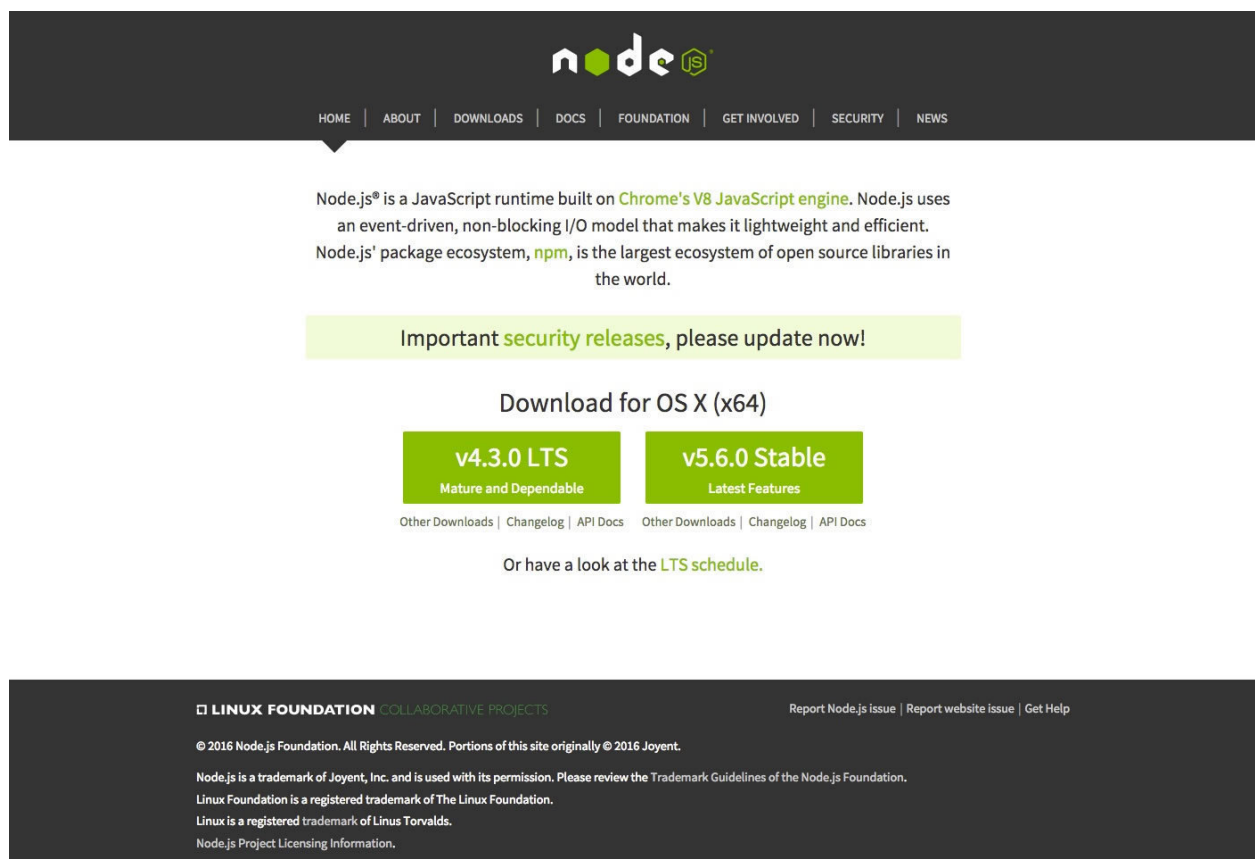 node JS
HOME | ABOUT | DOWNLOADS | DOCS | FOUNDATION | GET INVOLVED | SECURITY | NEWS
Node.js® is a JavaScript runtime built on Chrome's V8 JavaScript engine. Node.js uses
an event-driven, non-blocking I/O model that makes it lightweight and efficient.
Node.js' package ecosystem, npm, is the largest ecosystem of open source libraries in
the world.
Important security releases, please update now!
Download for OS X (x64)
v4.3.0 LTS
Mature and Dependable
v5.6.0 Stable
Latest Features
Other Downloads | Changelog | API Docs
Other Downloads | Changelog | API Docs
Or have a look at the LTS schedule.
LINUX FOUNDATION COLLABORATIVE PROJECTS
Report Node.js issue | Report website issue | Get Help
© 2016 Node.js Foundation. All Rights Reserved. Portions of this site originally © 2016 Joyent.
Node.js is a trademark of Joyent, Inc. and is used with its permission. Please review the Trademark Guidelines of the Node.js Foundation.
Linux Foundation is a registered trademark of The Linux Foundation.
Linux is a registered trademark of Linus Torvalds.
Node.js Project Licensing Information.